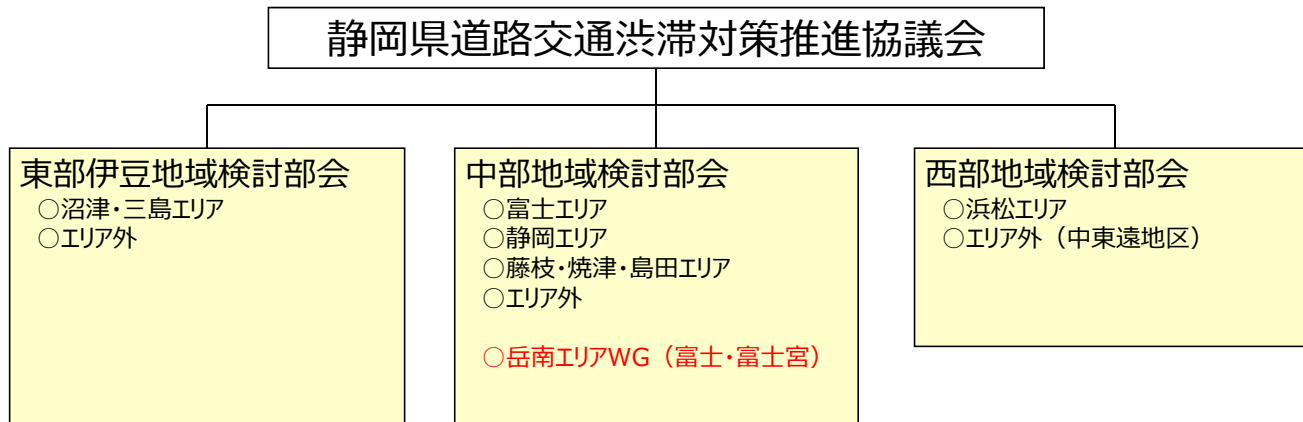 静岡県道路交通渋滞対策推進協議会
東部伊豆地域検討部会
○沼津・三島エリア
○エリア外
中部地域検討部会
○富士エリア
○静岡エリア
○藤枝・焼津・島田エリア
○エリア外
○岳南エリアWG（富士・富士宮）
西部地域検討部会
○浜松エリア
○エリア外（中東遠地区）